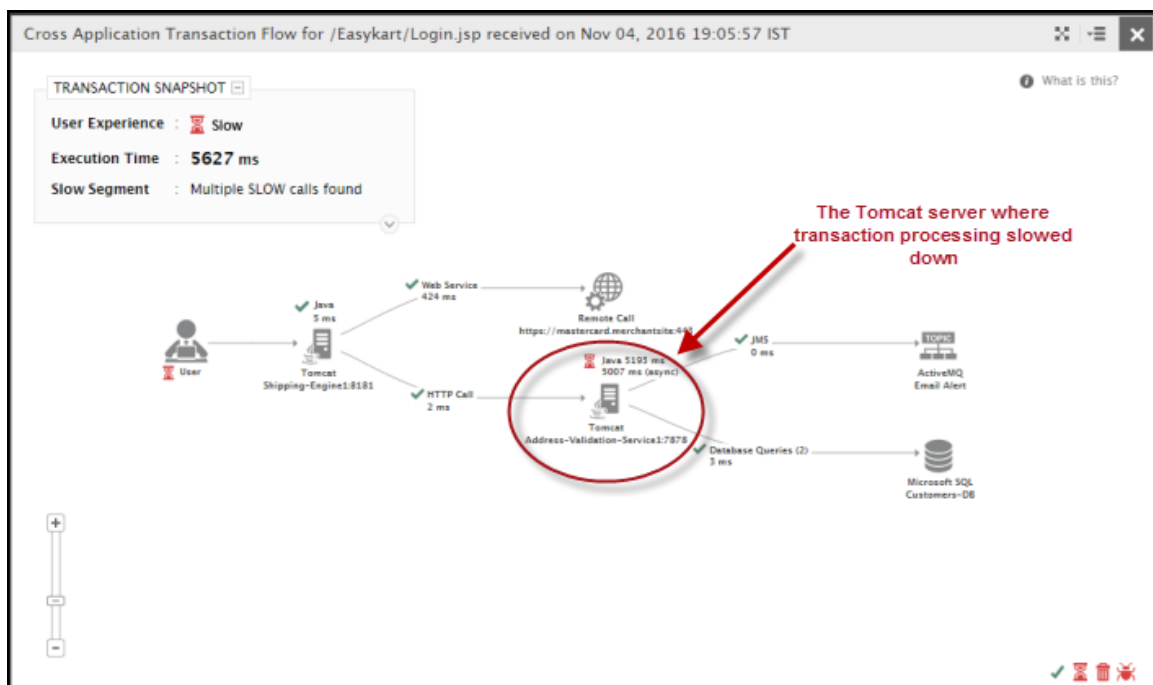 Cross Application Transaction Flow for /Easykart/Login.jsp received on Nov 04, 2016 19:05:57 IST
What is this?
TRANSACTION SNAPSHOT
User Experience : Slow
Execution Time : 5627 ms
Slow Segment : Multiple SLOW calls found
The Tomcat server where
transaction processing slowed
down
User
Java
5 ms
Tomcat
Shipping-Engine1:8181
Web Service
424 ms
Remote Call
https://mastercard.merchantsite:443
HTTP Call
2 ms
Java 5195 ms
5007 ms (async)
Tomcat
Address-Validation-Service1:7878
JMS
0 ms
TOPIC
ActiveMQ
Email Alert
Database Queries (2)
3 ms
Microsoft SQL
Customers-DB